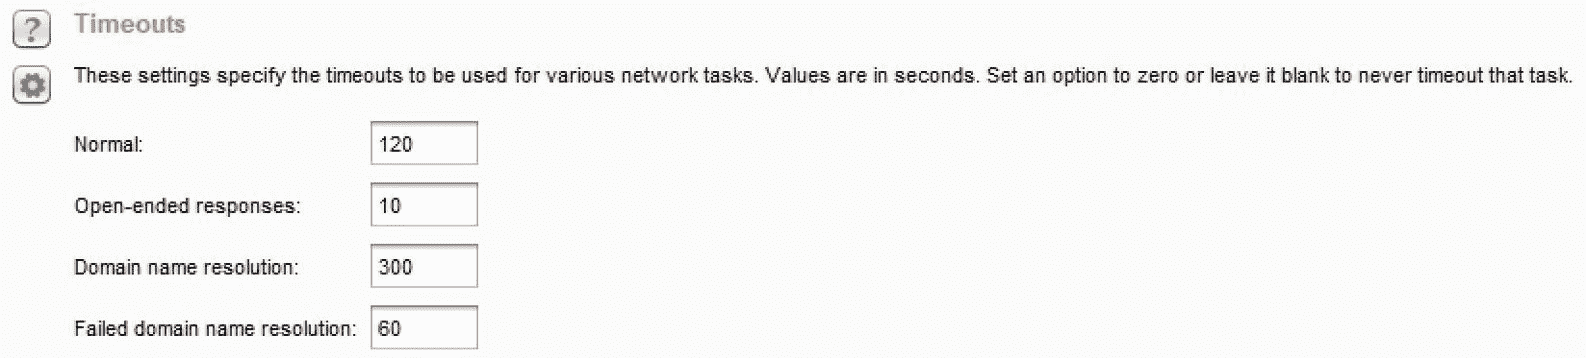 ? Timeouts
These settings specify the timeouts to be used for various network tasks. Values are in seconds. Set an option to zero or leave it blank to never timeout that task.
Normal: 120
Open-ended responses: 10
Domain name resolution: 300
Failed domain name resolution: 60